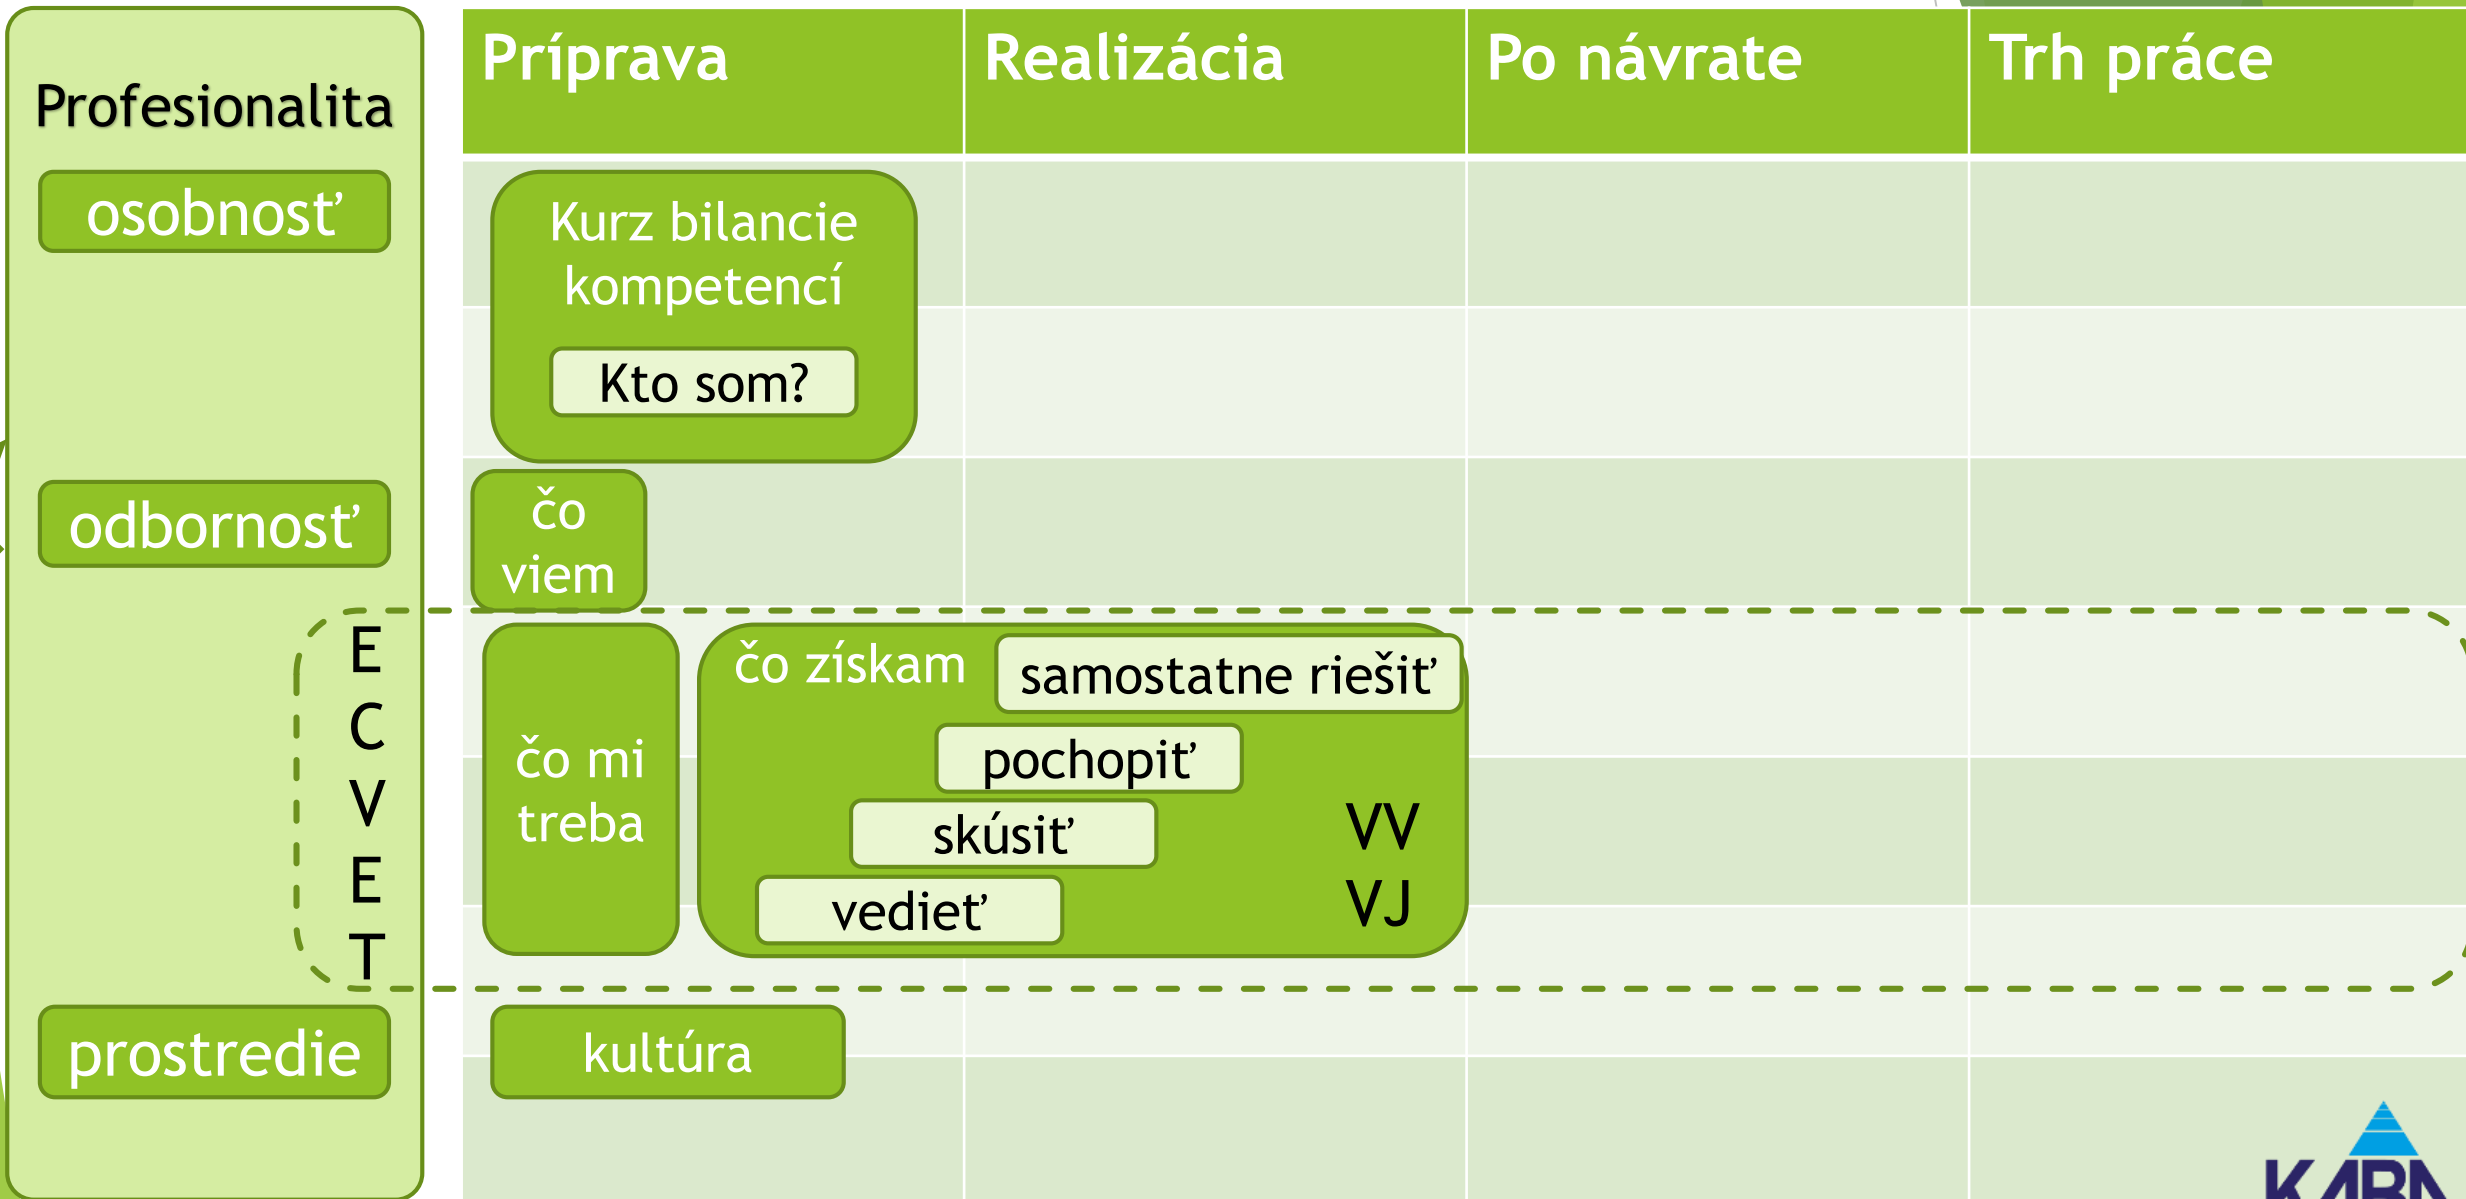 Profesionalita
Príprava
Realizácia
Po návrate
Trh práce
osobnosť
Kurz bilancie
kompetencí
Kto som?
odbornosť
čo
viem
E
C
V
E
T
čo mi
treba
čo získam
samostatne riešiť
pochopiť
skúsiť
vedieť
VV
VJ
prostredie
kultúra